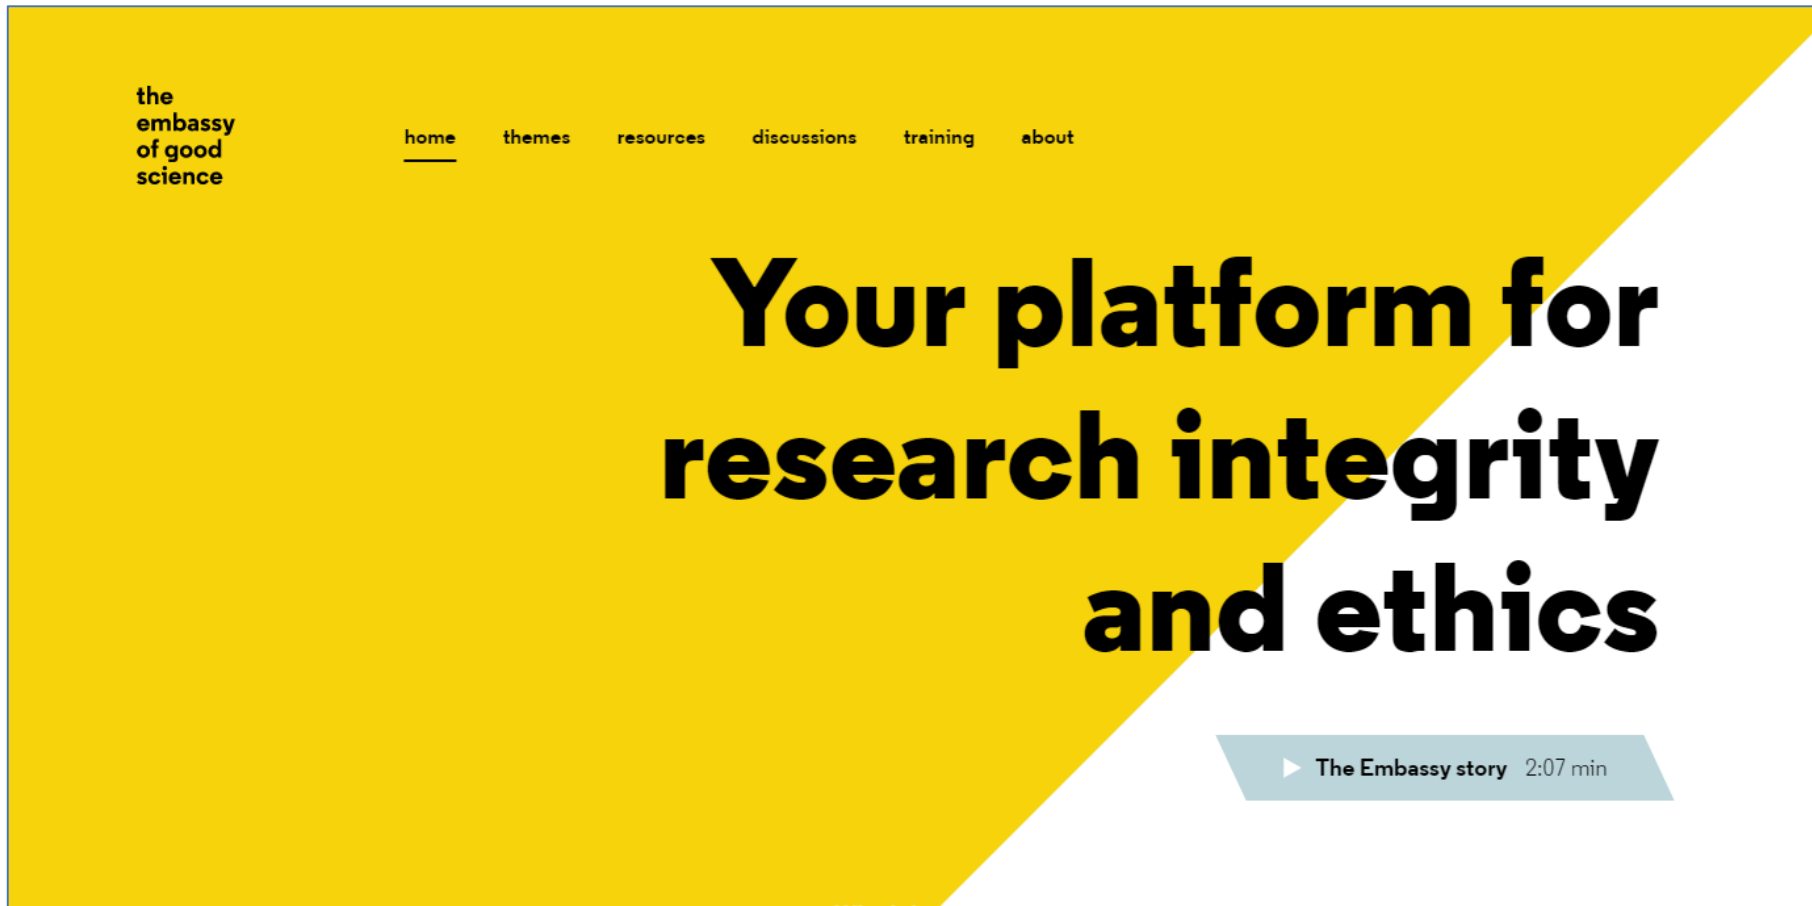 the
embassy
of good
science
home themes resources discussions training about
Your platform for
research integrity
and ethics
The Embassy story 2:07 min